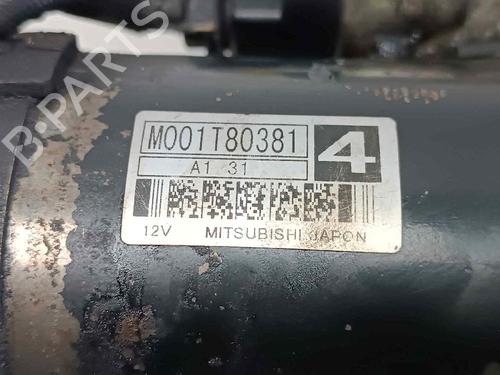 M001T80381
4
A1 31
12V MITSUBISHI JAPON
B-PARTS